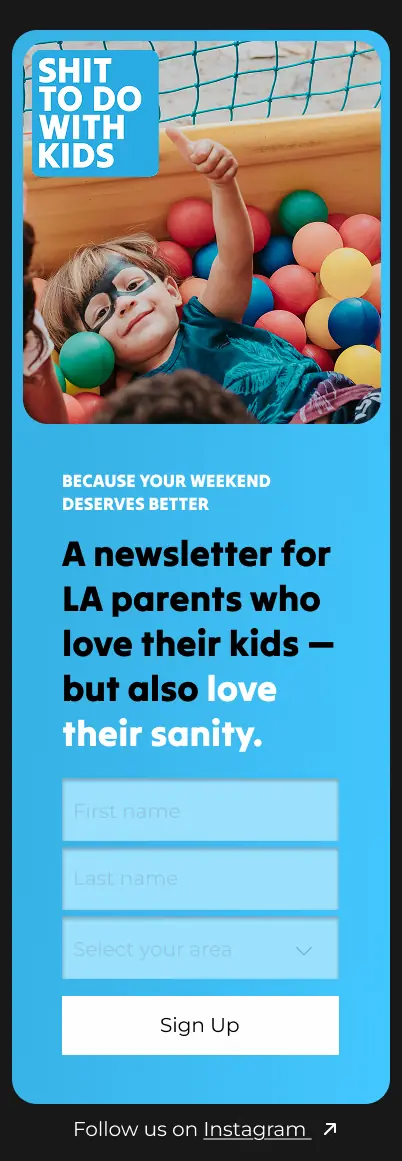 SHIT
TO DO
WITH
KIDS
BECAUSE YOUR WEEKEND
DESERVES BETTER
A newsletter for
LA parents who
love their kids —
but also love
their sanity.
First name
Last name
Select your area
Sign Up
Follow us on Instagram